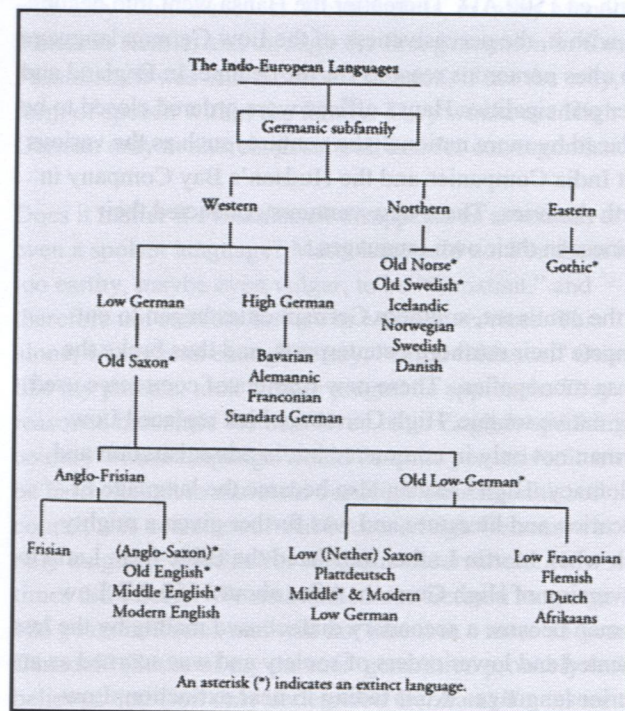 The Indo-European Languages
Germanic subfamily
Western
Northern
Eastern
Low German
High German
Old Norse*
Old Swedish*
Icelandic
Norwegian
Swedish
Danish
Gothic*
Old Saxon*
Bavarian
Alemannic
Franconian
Standard German
Anglo-Frisian
Old Low-German*
Frisian
(Anglo-Saxon)*
Old English*
Middle English*
Modern English
Low (Nether) Saxon
Plattdeutsch
Middle* & Modern
Low German
Low Franconian
Flemish
Dutch
Afrikaans
An asterisk (*) indicates an extinct language.